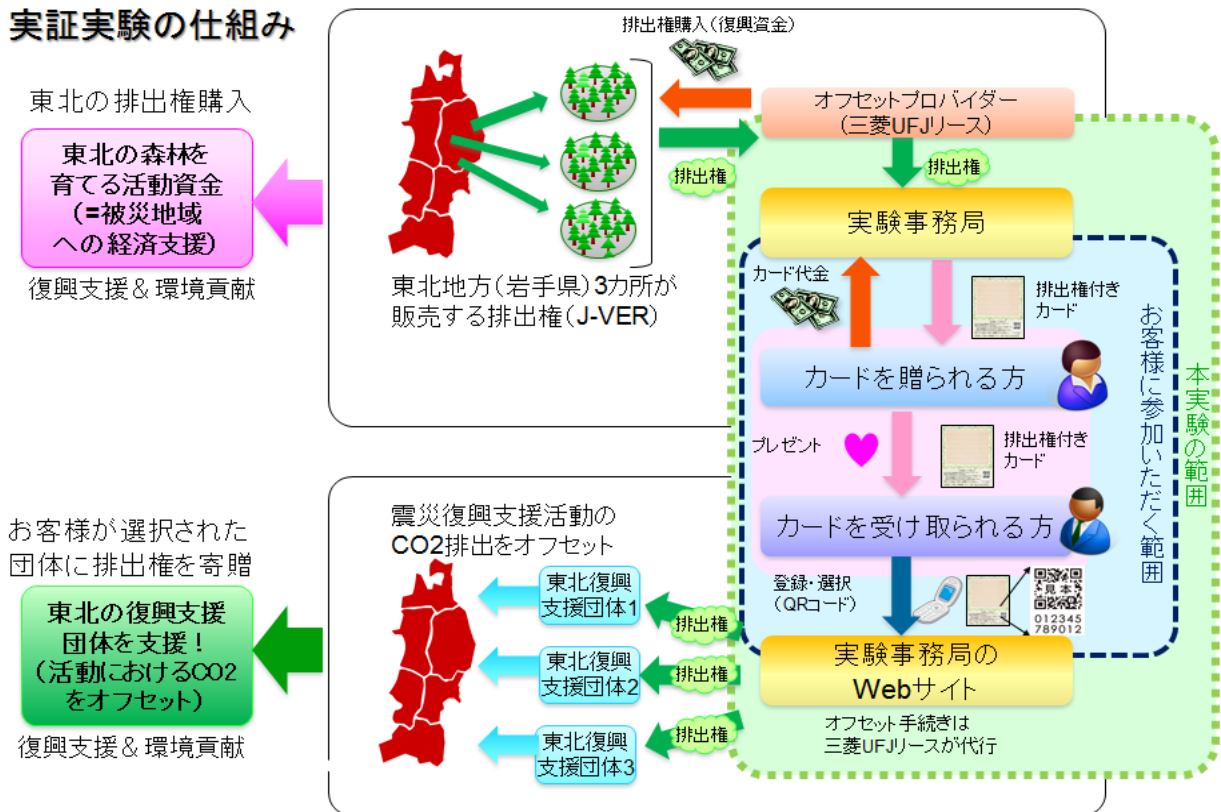 実証実験の仕組み
東北の排出権購入
東北の森林を
育てる活動資金
(=被災地域
への経済支援)
復興支援&環境貢献
排出権購入(復興資金)
オフセットプロバイダー
(三菱UFJリース)
排出権
排出権
実験事務局
東北地方(岩手県)3カ所が
販売する排出権(J-VER)
カード代金
排出権付き
カード
カードを贈られる方
プレゼント
排出権付き
カード
カードを受け取られる方
登録・選択
(QRコード)
見本
012345
789012
実験事務局の
Webサイト
オフセット手続きは
三菱UFJリースが代行
お客様に参加いただく範囲
本実験の範囲
お客様が選択された
団体に排出権を寄贈
東北の復興支援
団体を支援!
(活動におけるCO2
をオフセット)
復興支援&環境貢献
震災復興支援活動の
CO2排出をオフセット
東北復興
支援団体1
排出権
東北復興
支援団体2
排出権
東北復興
支援団体3
排出権